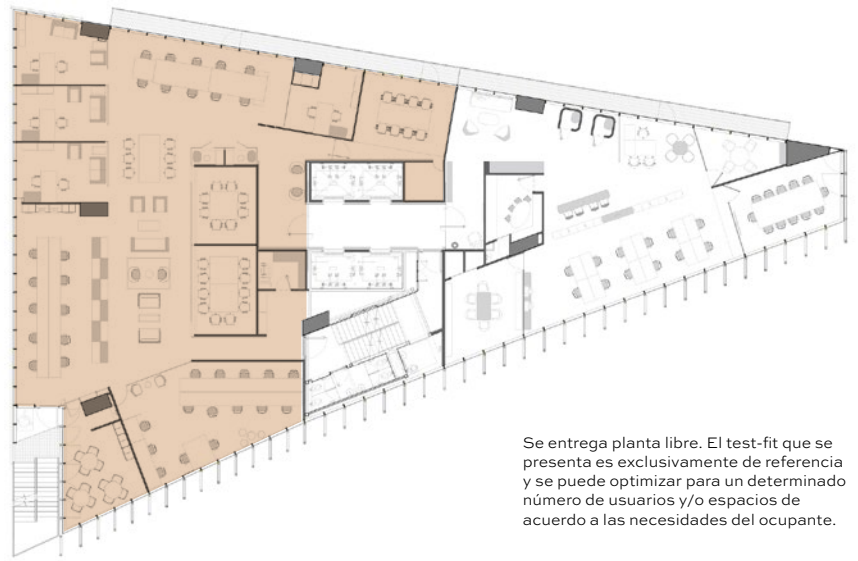 Se entrega planta libre. El test-fit que se
presenta es exclusivamente de referencia
y se puede optimizar para un determinado
número de usuarios y/o espacios de
acuerdo a las necesidades del ocupante.